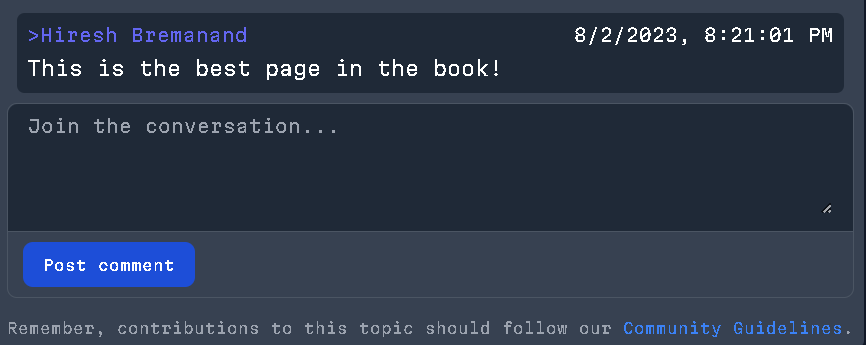 >Hiresh Bremanand 8/2/2023, 8:21:01 PM
This is the best page in the book!
Join the conversation...
Post comment
Remember, contributions to this topic should follow our Community Guidelines.